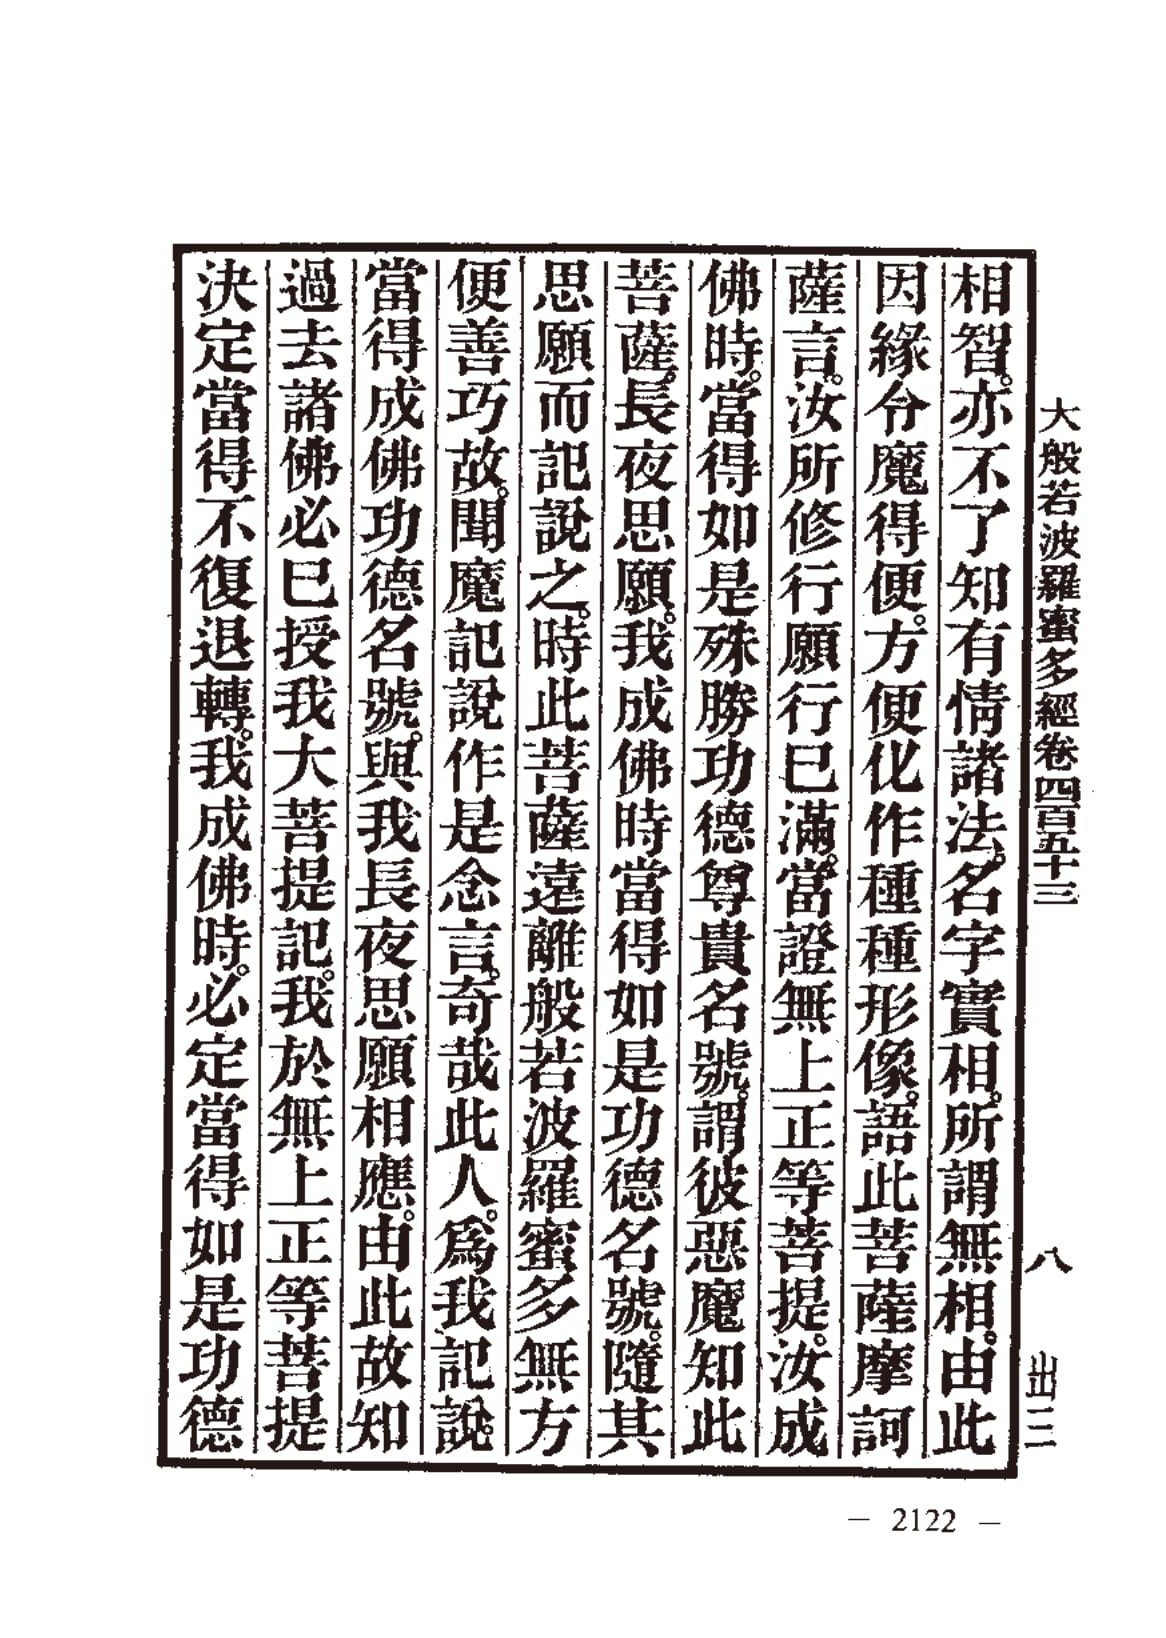 大般若波羅蜜多經卷四百五十三 八 出三
相智。亦不了知有情諸法。名字實相。所謂無相。由此
因緣令魔得便。方便化作種種形像。語此菩薩摩訶
薩言。汝所修行願行已滿。當證無上正等菩提。汝成
佛時。當得如是殊勝功德尊貴名號。謂彼惡魔知此
菩薩。長夜思願。我成佛時當得如是功德名號。隨其
思願而記說之。時此菩薩遠離般若波羅蜜多無方
便善巧故。聞魔記說作是念言。奇哉此人。為我記說。
當得成佛功德名號。與我長夜思願相應。由此故知
過去諸佛必已授我大菩提記。我於無上正等菩提
決定當得不復退轉。我成佛時。必定當得如是功德
— 2122 —